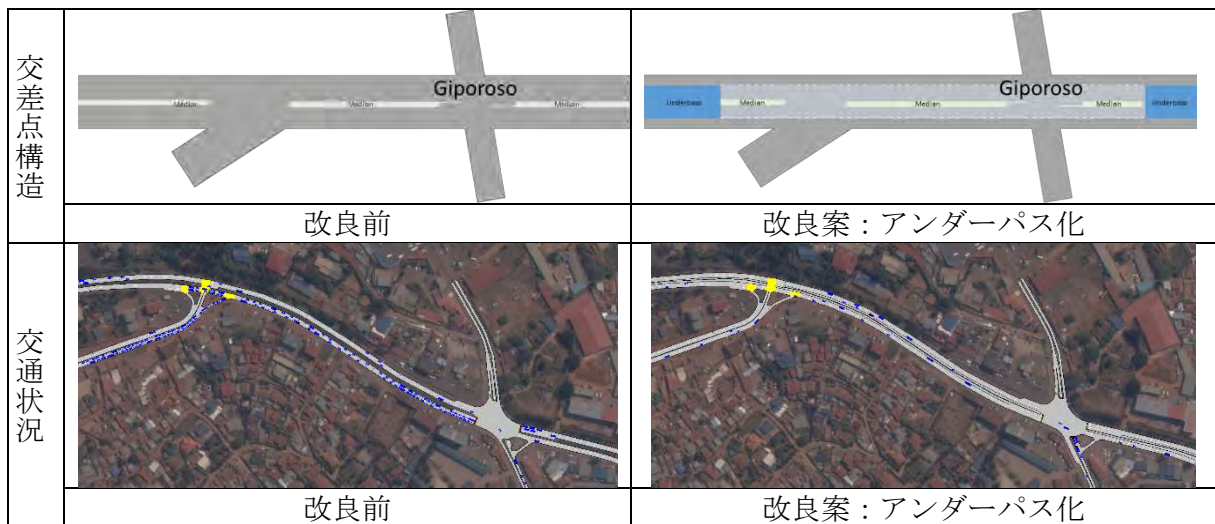 交差点構造
Giporoso
Median
Median
Median
改良前
Giporoso
Underpass
Median
Median
Median
Underpass
改良案：アンダーパス化
交通状況
改良前
改良案：アンダーパス化